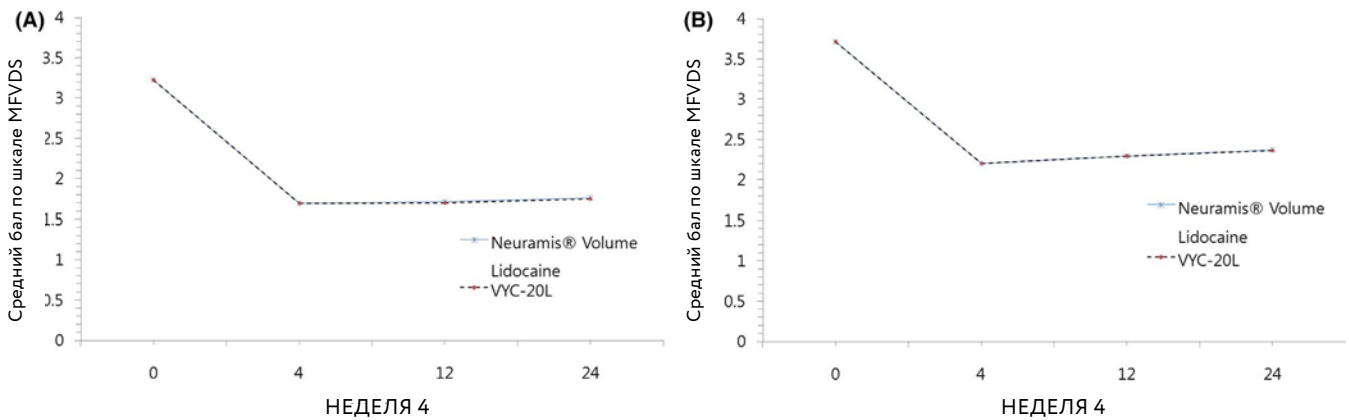 (A)
Средний бал по шкале MFVDS
4
3.5
3
2.5
2
1.5
1
0.5
0
0 4 12 24
НЕДЕЛЯ 4
Neuramis® Volume
Lidocaine
VYC-20L
(B)
Средний бал по шкале MFVDS
4
3.5
3
2.5
2
1.5
1
0.5
0
0 4 12 24
НЕДЕЛЯ 4
Neuramis® Volume
Lidocaine
VYC-20L